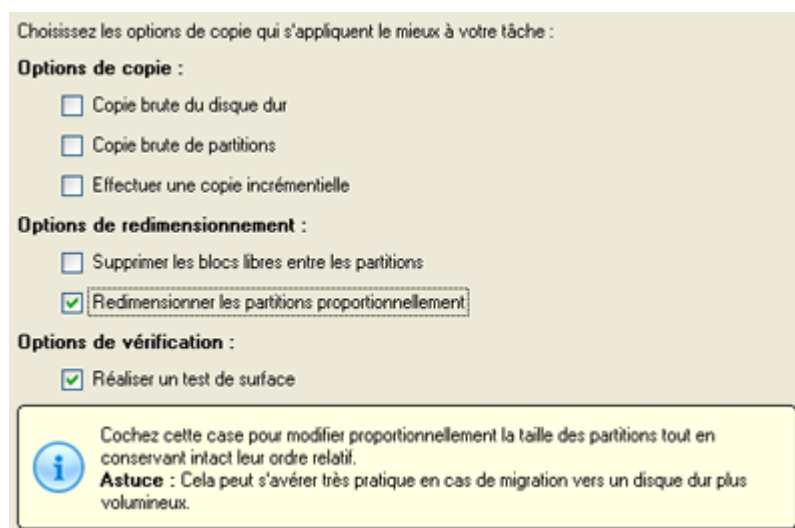 Choisissez les options de copie qui s'appliquent le mieux à votre tâche :
Options de copie :
Copie brute du disque dur
Copie brute de partitions
Effectuer une copie incrémentielle
Options de redimensionnement :
Supprimer les blocs libres entre les partitions
Redimensionner les partitions proportionnellement
Options de vérification :
Réaliser un test de surface
Cochez cette case pour modifier proportionnellement la taille des partitions tout en
conservant intact leur ordre relatif.
Astuce : Cela peut s'avérer très pratique en cas de migration vers un disque dur plus
volumineux.